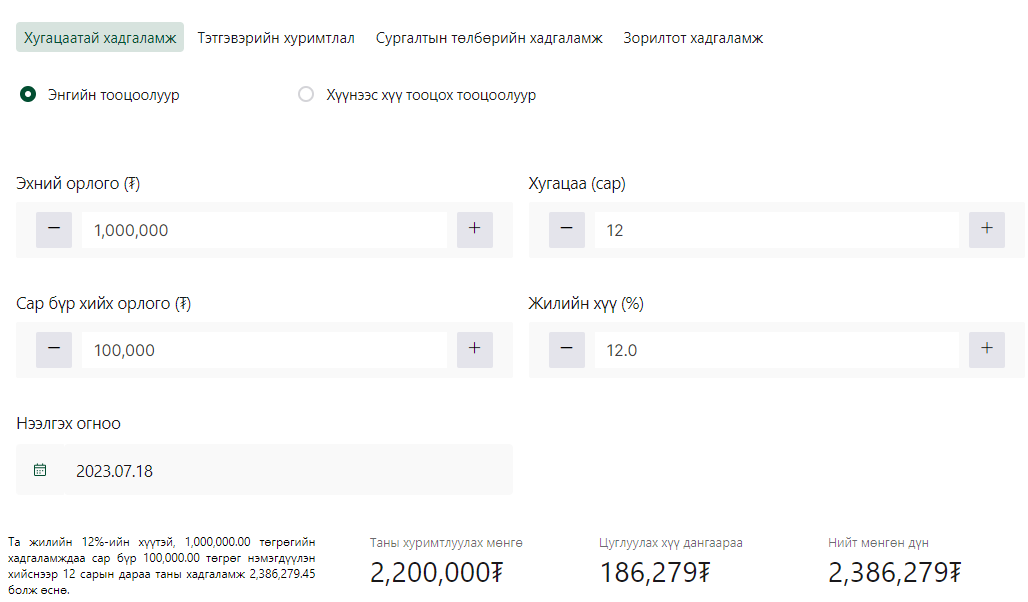 Хугацаатай хадгаламж Тэтгэвэрийн хуримтлал Сургалтын төлбөрийн хадгаламж Зорилтот хадгаламж
Энгийн тооцоолуур Хүүнээс хүү тооцох тооцоолуур
Эхний орлого (₮) Хугацаа (сар)
− 1,000,000 + − 12 +
Сар бүр хийх орлого (₮) Жилийн хүү (%)
− 100,000 + − 12.0 +
Нээлгэх огноо
2023.07.18
Та жилийн 12%-ийн хүүтэй, 1,000,000.00 төгрөгийн
хадгаламждаа сар бүр 100,000.00 төгрөг нэмэгдүүлэн
хийснээр 12 сарын дараа таны хадгаламж 2,386,279.45
болж өснө.
Таны хуримтлуулах мөнгө Цуглуулах хүү дангаараа Нийт мөнгөн дүн
2,200,000₮ 186,279₮ 2,386,279₮